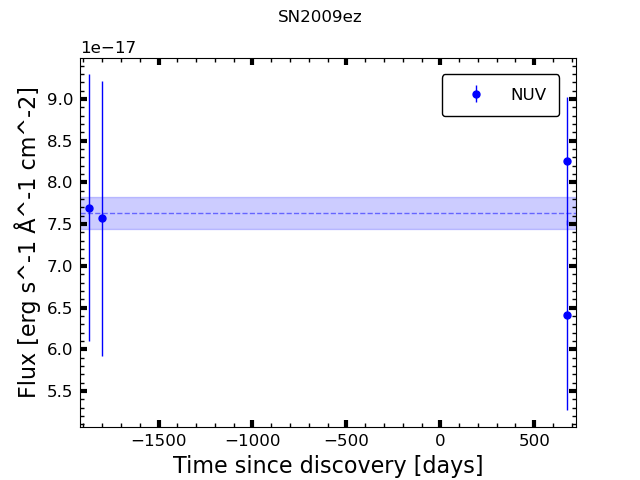 SN2009ez
1e−17
NUV
9.0
8.5
8.0
7.5
7.0
6.5
6.0
5.5
Flux [erg s^-1 Å^-1 cm^-2]
−1500 −1000 −500 0 500
Time since discovery [days]